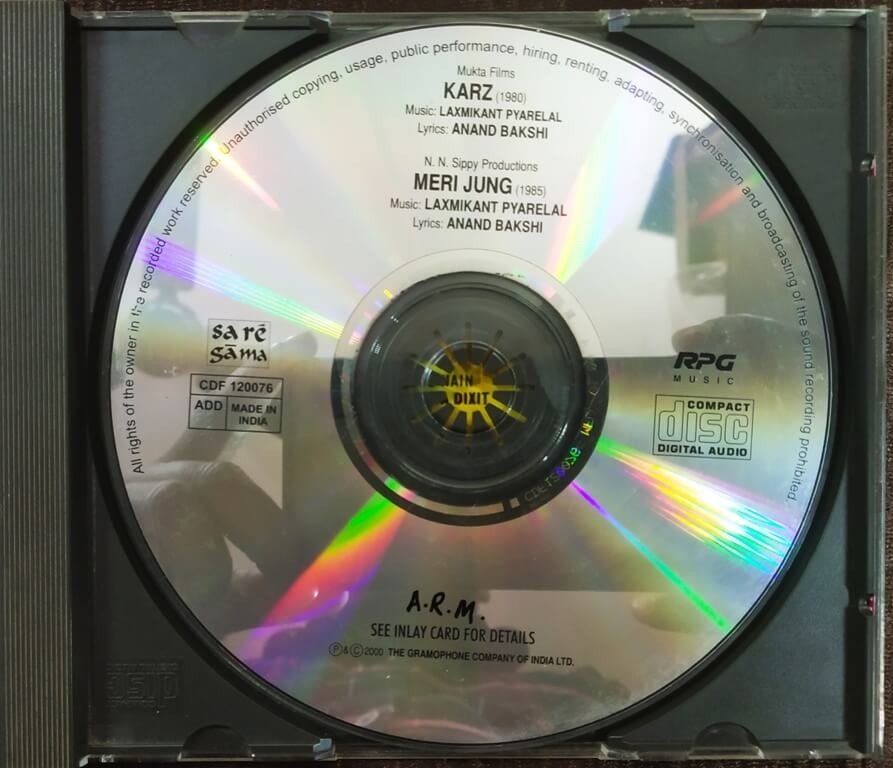 All rights of the owner in the recorded work reserved. Unauthorised copying, usage, public performance, hiring, renting, adapting, synchronisation and broadcasting of the sound recording prohibited.
Mukta Films
KARZ (1980)
Music: LAXMIKANT PYARELAL
Lyrics: ANAND BAKSHI
N. N. Sippy Productions
MERI JUNG (1985)
Music: LAXMIKANT PYARELAL
Lyrics: ANAND BAKSHI
sa rē
gāma
CDF 120076
ADD MADE IN
INDIA
JAIN
DIXIT
RPG
MUSIC
COMPACT
disc
DIGITAL AUDIO
A.R.M.
SEE INLAY CARD FOR DETAILS
Ⓟ & Ⓒ 2000 THE GRAMOPHONE COMPANY OF INDIA LTD.